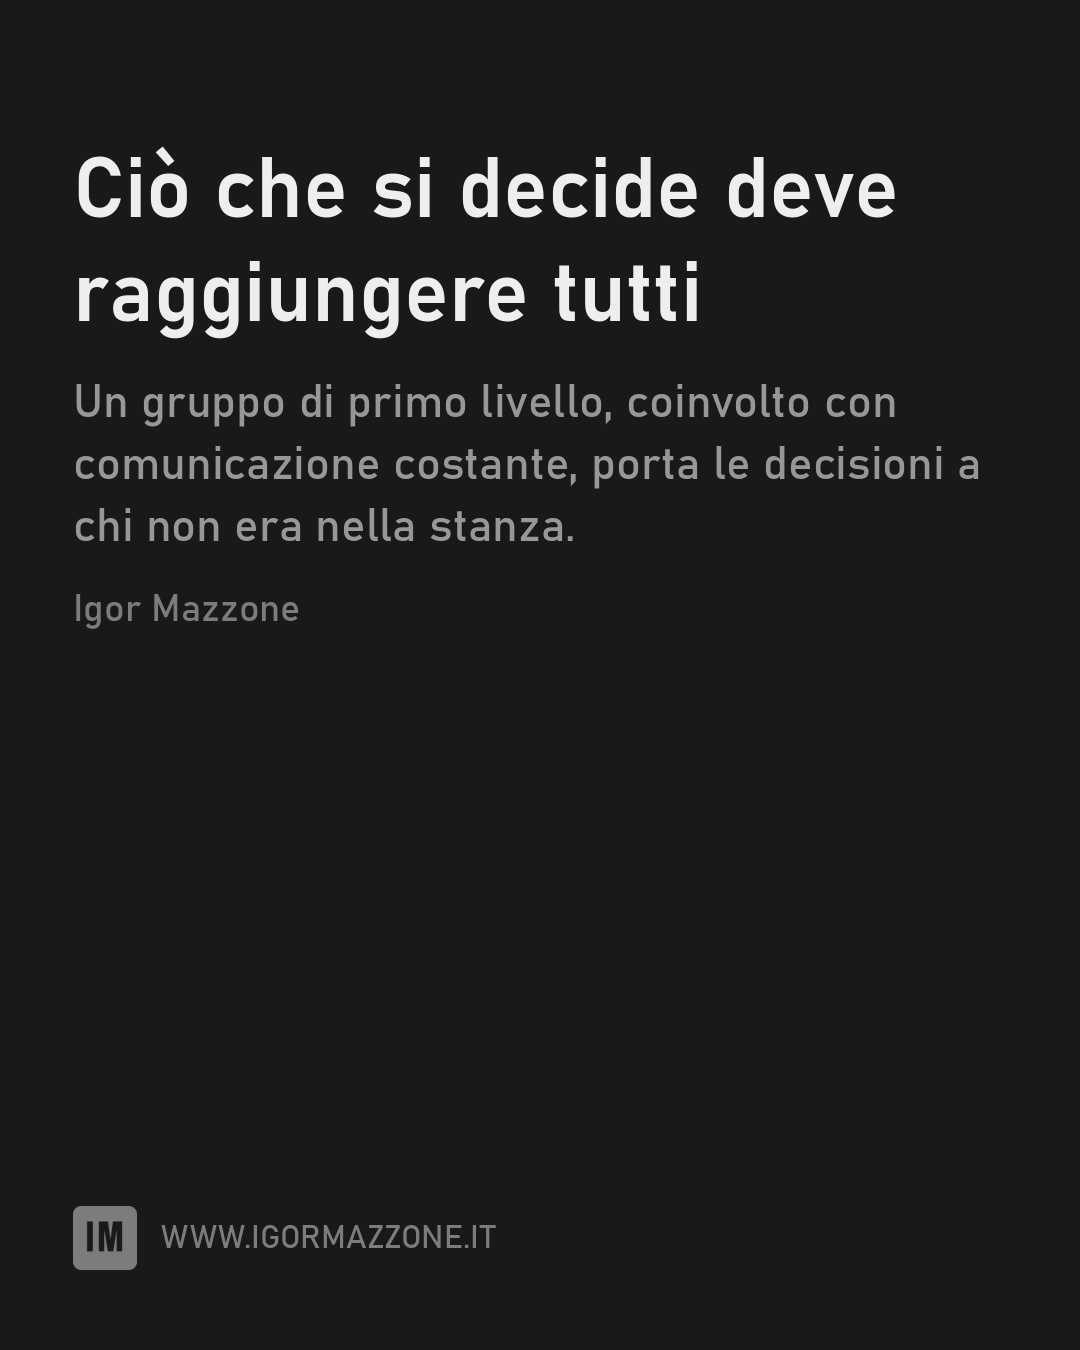 Ciò che si decide deve
raggiungere tutti
Un gruppo di primo livello, coinvolto con
comunicazione costante, porta le decisioni a
chi non era nella stanza.
Igor Mazzone
IM WWW.IGORMAZZONE.IT